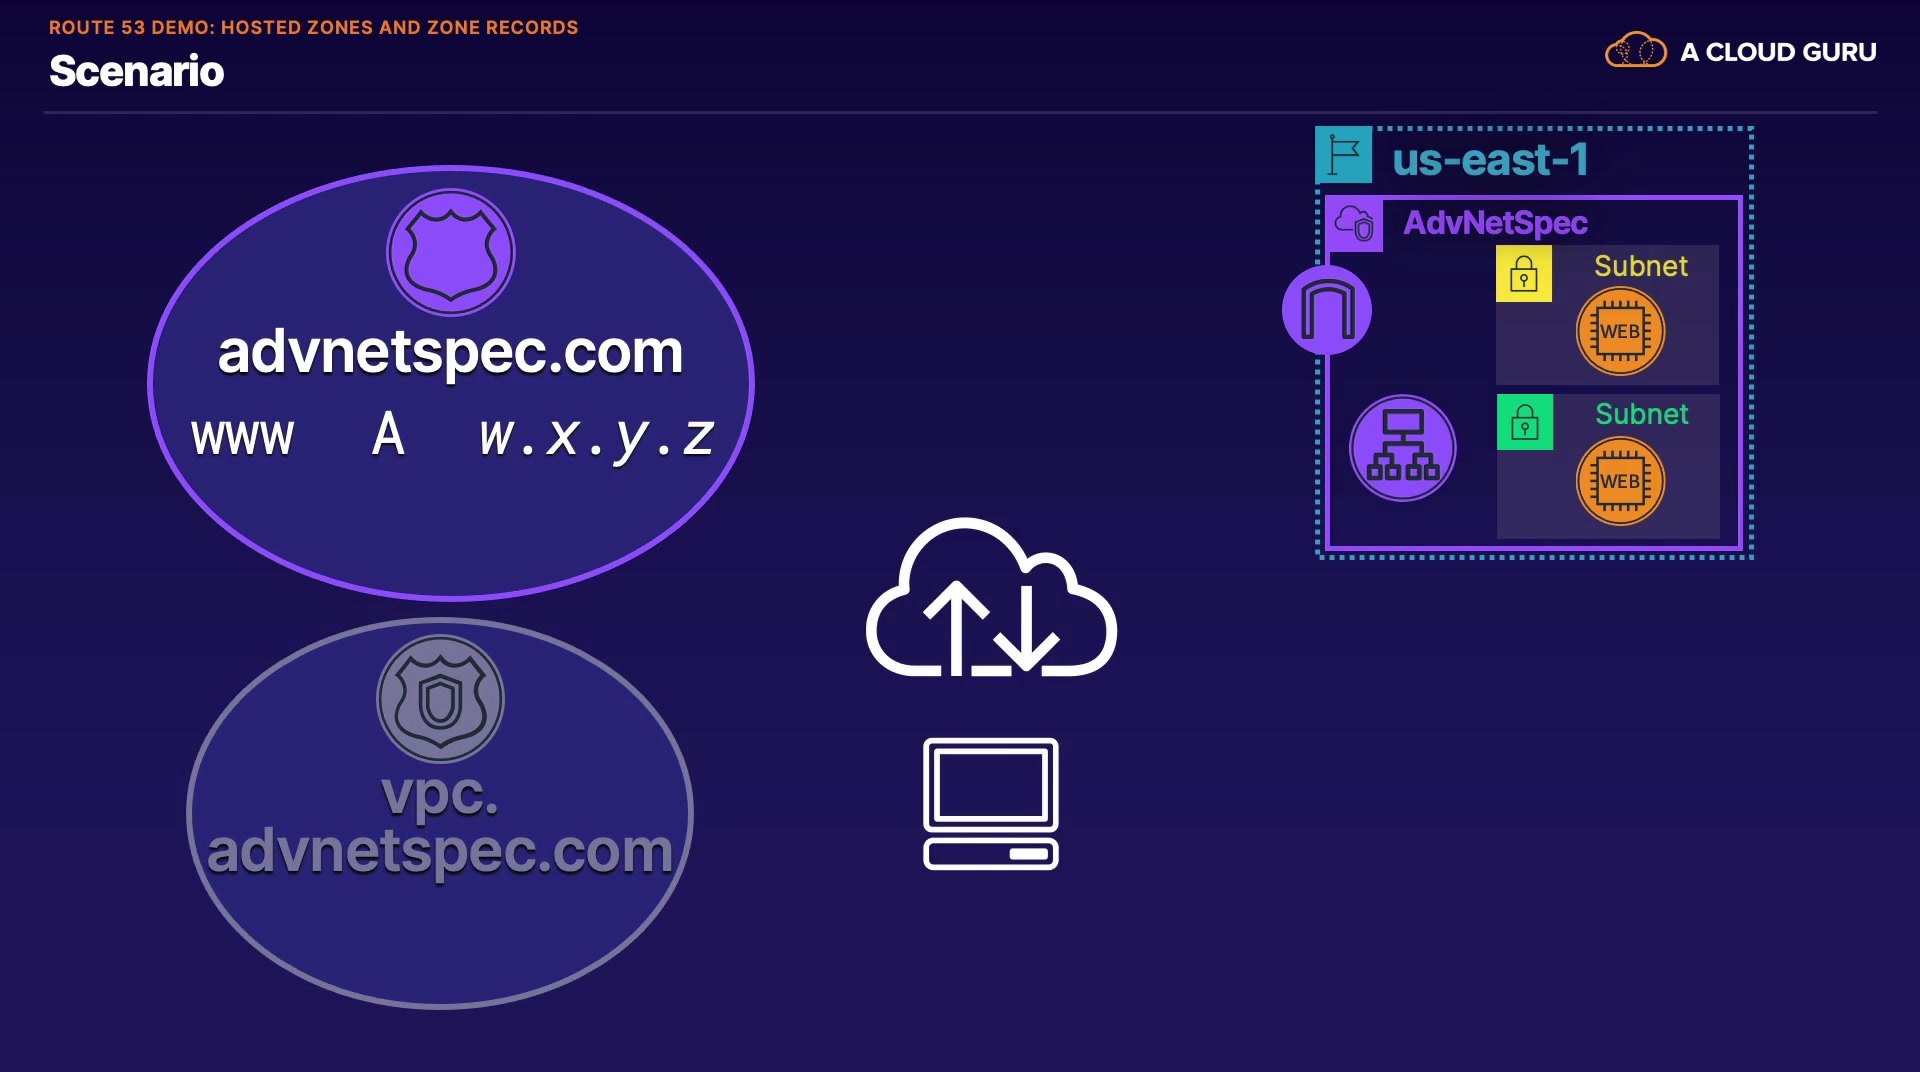 ROUTE 53 DEMO: HOSTED ZONES AND ZONE RECORDS
Scenario
A CLOUD GURU
advnetspec.com
www A w.x.y.z
vpc.
advnetspec.com
us-east-1
AdvNetSpec
Subnet
WEB
Subnet
WEB